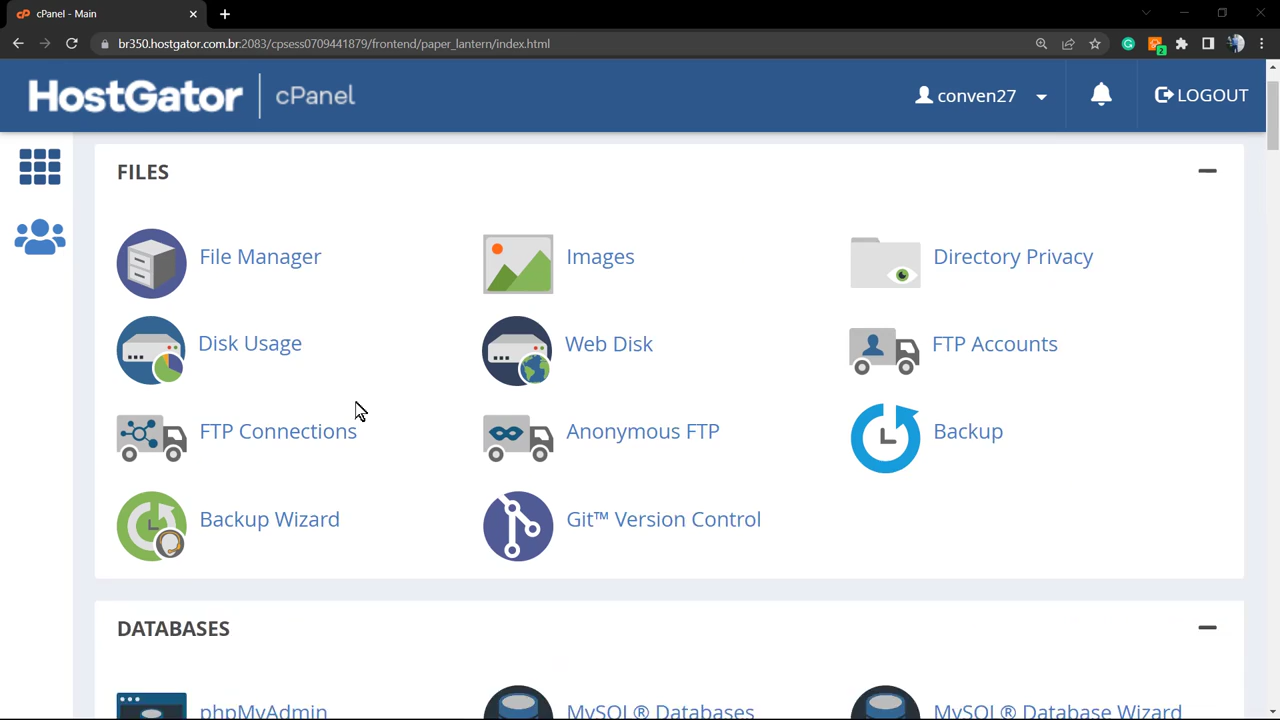 cPanel - Main
br350.hostgator.com.br:2083/cpsess0709441879/frontend/paper_lantern/index.html
2
HostGator cPanel conven27 LOGOUT
FILES
File Manager Images Directory Privacy
Disk Usage Web Disk FTP Accounts
FTP Connections Anonymous FTP Backup
Backup Wizard Git™ Version Control
DATABASES
phpMyAdmin MySQL® Databases MySQL® Database Wizard